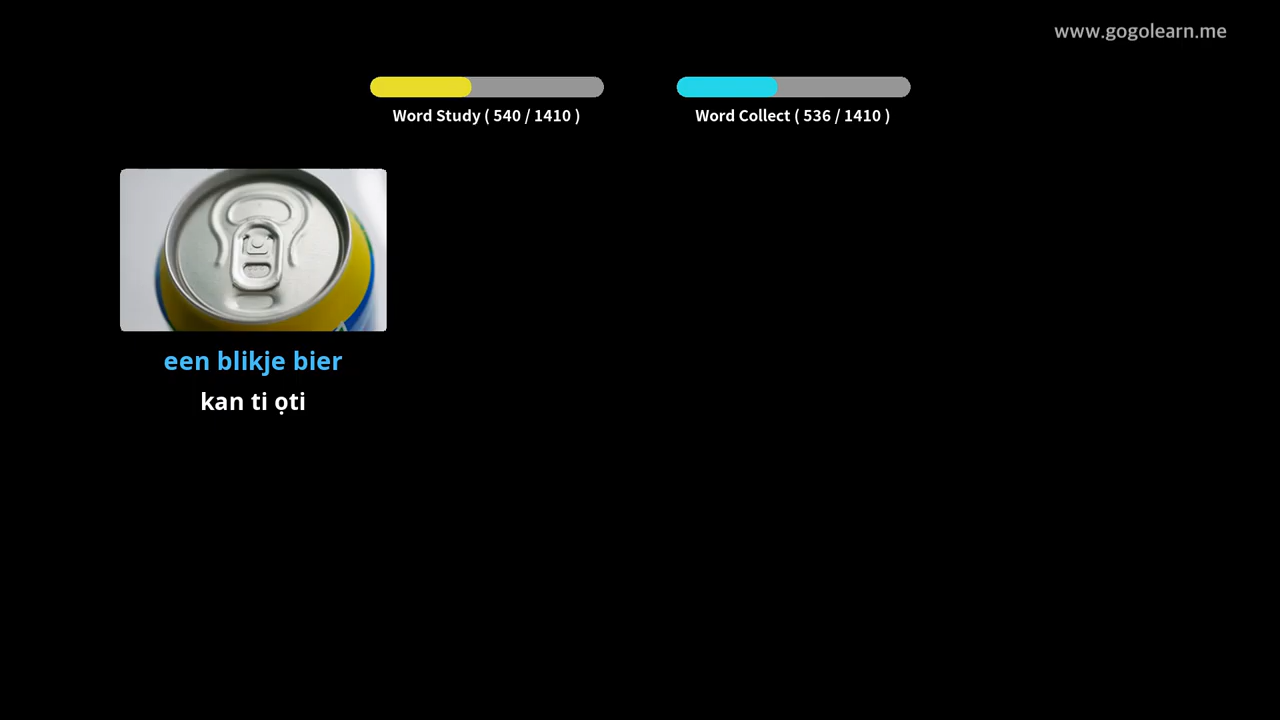 www.gogolearn.me
Word Study ( 540 / 1410 )
Word Collect ( 536 / 1410 )
een blikje bier
kan ti ọti